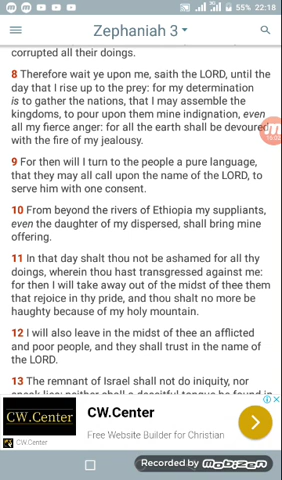 55% 22:18
Zephaniah 3
corrupted all their doings.
8 Therefore wait ye upon me, saith the LORD, until the
day that I rise up to the prey: for my determination
is to gather the nations, that I may assemble the
kingdoms, to pour upon them mine indignation, even
all my fierce anger: for all the earth shall be devoured
with the fire of my jealousy.
9 For then will I turn to the people a pure language,
that they may all call upon the name of the LORD, to
serve him with one consent.
10 From beyond the rivers of Ethiopia my suppliants,
even the daughter of my dispersed, shall bring mine
offering.
11 In that day shalt thou not be ashamed for all thy
doings, wherein thou hast transgressed against me:
for then I will take away out of the midst of thee them
that rejoice in thy pride, and thou shalt no more be
haughty because of my holy mountain.
12 I will also leave in the midst of thee an afflicted
and poor people, and they shall trust in the name of
the LORD.
13 The remnant of Israel shall not do iniquity, nor
CW.Center
CW.Center
Free Website Builder for Christian
CW.Center
Recorded by mobizen